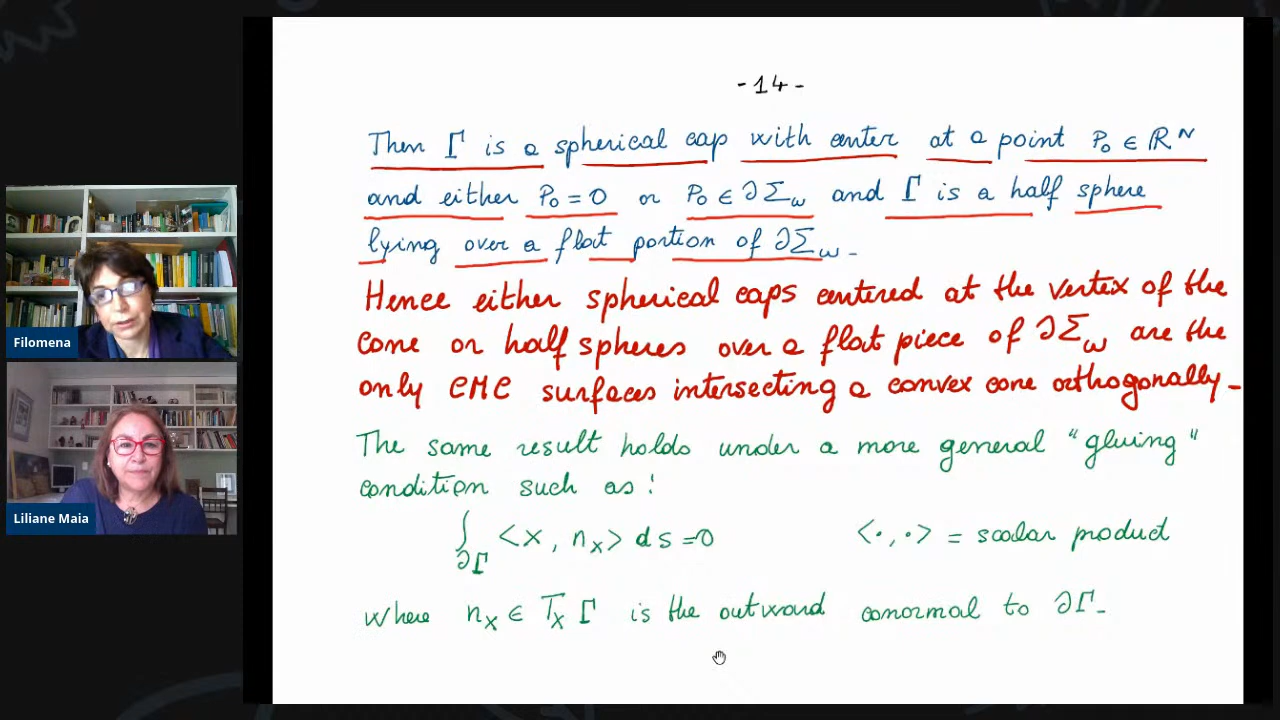 -14-
Then Γ is a spherical cap with center at a point P₀ ∈ ℝᴺ
and either P₀ = 0 or P₀ ∈ ∂Σ_ω and Γ is a half sphere
lying over a flat portion of ∂Σ_ω -
Hence either spherical caps centered at the vertex of the
cone or half spheres over a flat piece of ∂Σ_ω are the
only CMC surfaces intersecting a convex cone orthogonally -
The same result holds under a more general "gluing"
condition such as:
∫_∂Γ <x, n_x> ds = 0 <·,·> = scalar product
where n_x ∈ T_x Γ is the outward conormal to ∂Γ -
Filomena
Liliane Maia